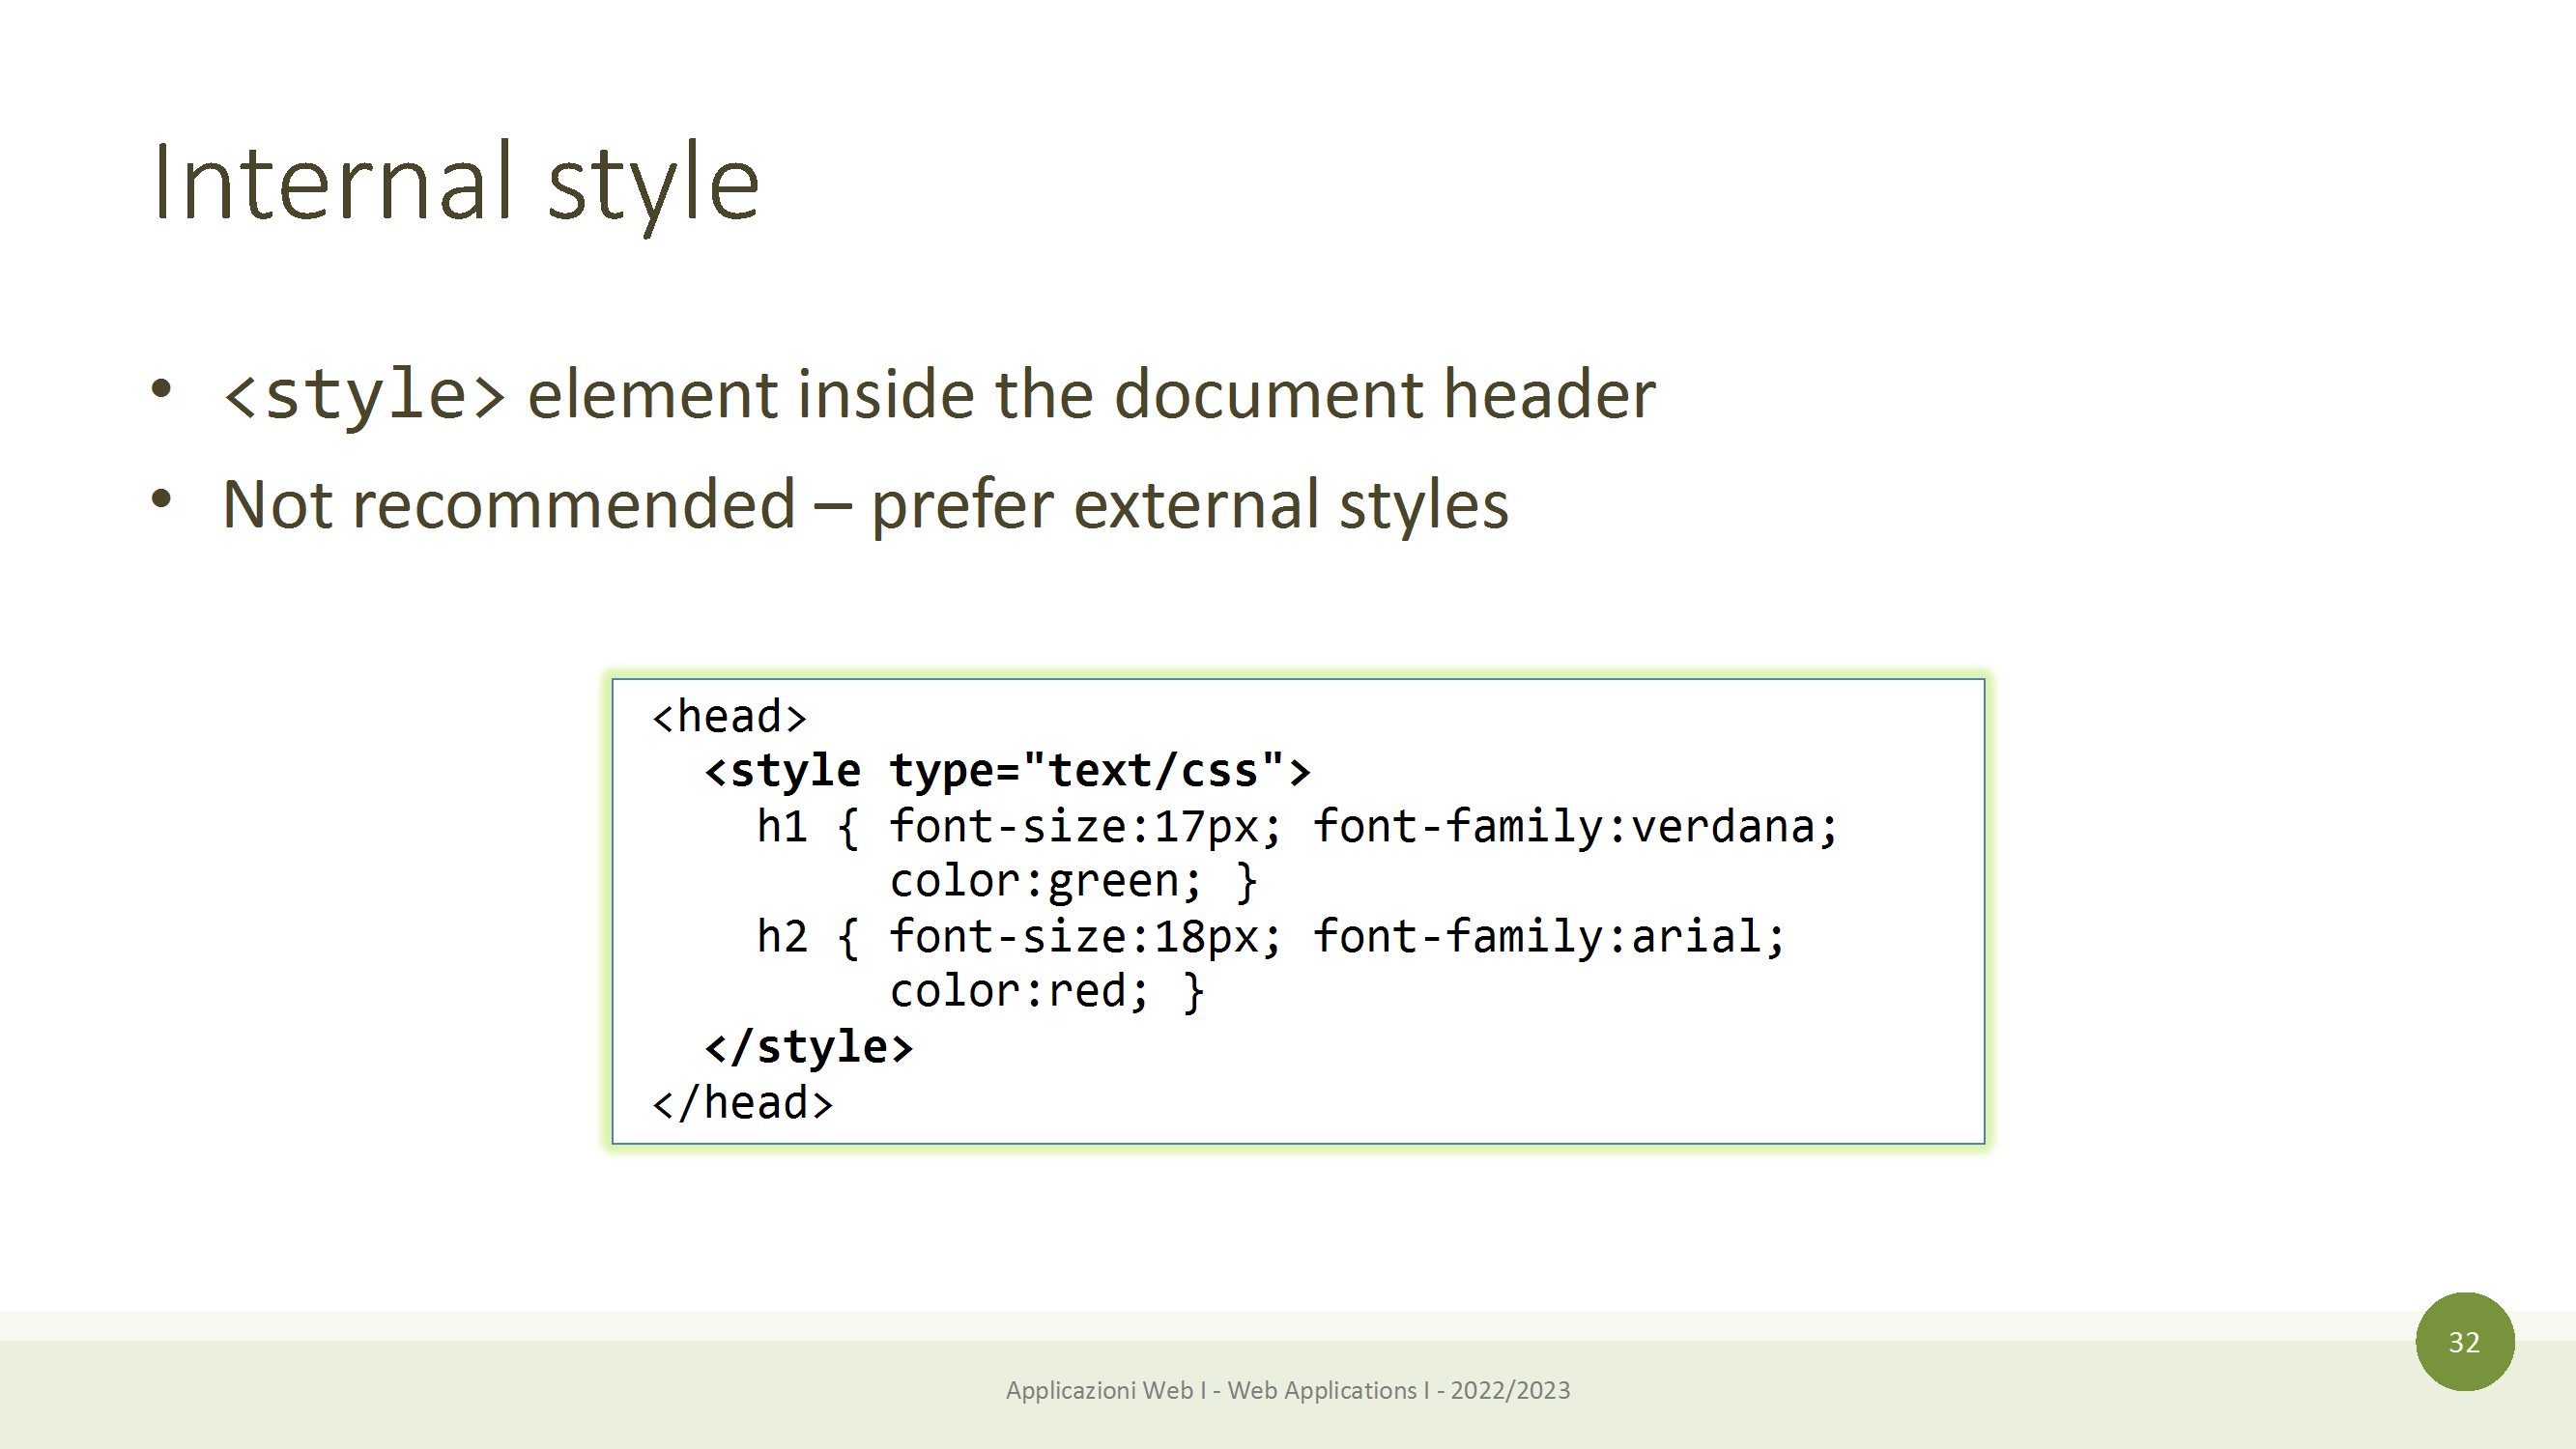 Internal style
• <style> element inside the document header
• Not recommended – prefer external styles
<head>
  <style type="text/css">
    h1 { font-size:17px; font-family:verdana;
         color:green; }
    h2 { font-size:18px; font-family:arial;
         color:red; }
  </style>
</head>
32
Applicazioni Web I - Web Applications I - 2022/2023